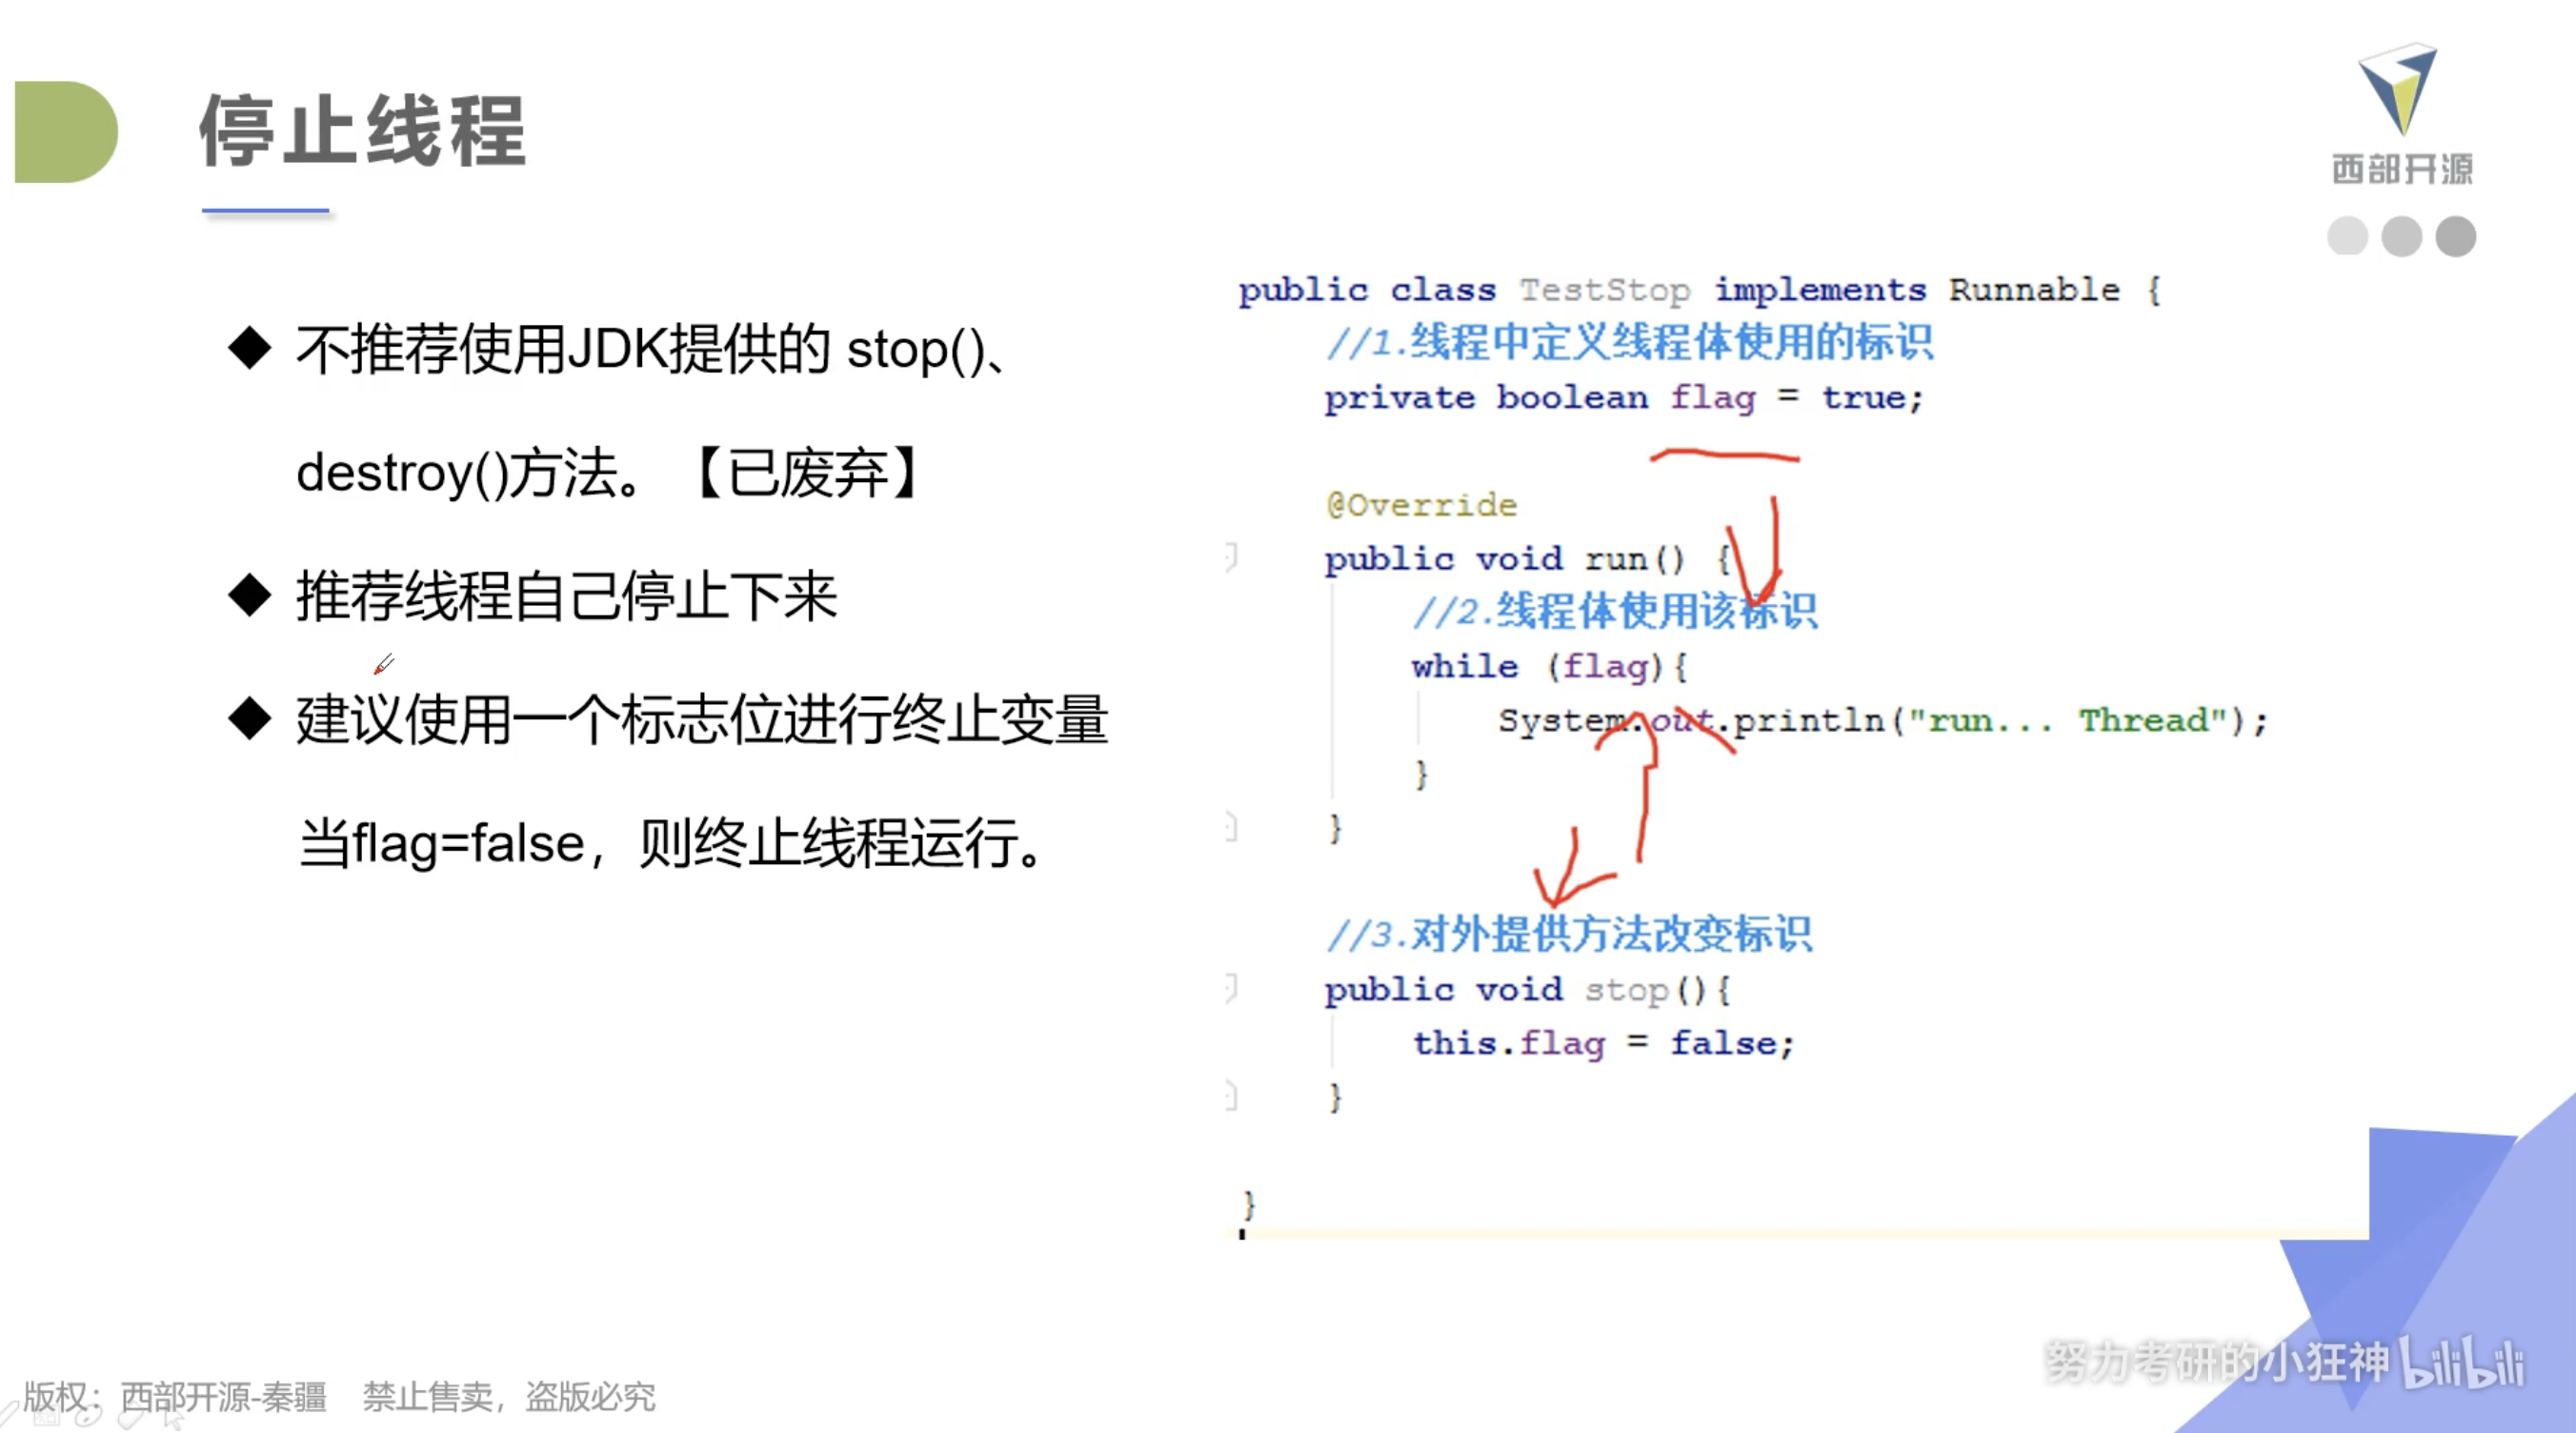 停止线程
西部开源
◆ 不推荐使用JDK提供的 stop()、
destroy()方法。【已废弃】
◆ 推荐线程自己停止下来
◆ 建议使用一个标志位进行终止变量
当flag=false，则终止线程运行。
public class TestStop implements Runnable {
//1.线程中定义线程体使用的标识
private boolean flag = true;
@Override
public void run() {
//2.线程体使用该标识
while (flag){
System.out.println("run... Thread");
}
}
//3.对外提供方法改变标识
public void stop(){
this.flag = false;
}
}
努力考研的小狂神 bilibili
版权：西部开源-秦疆 禁止售卖，盗版必究